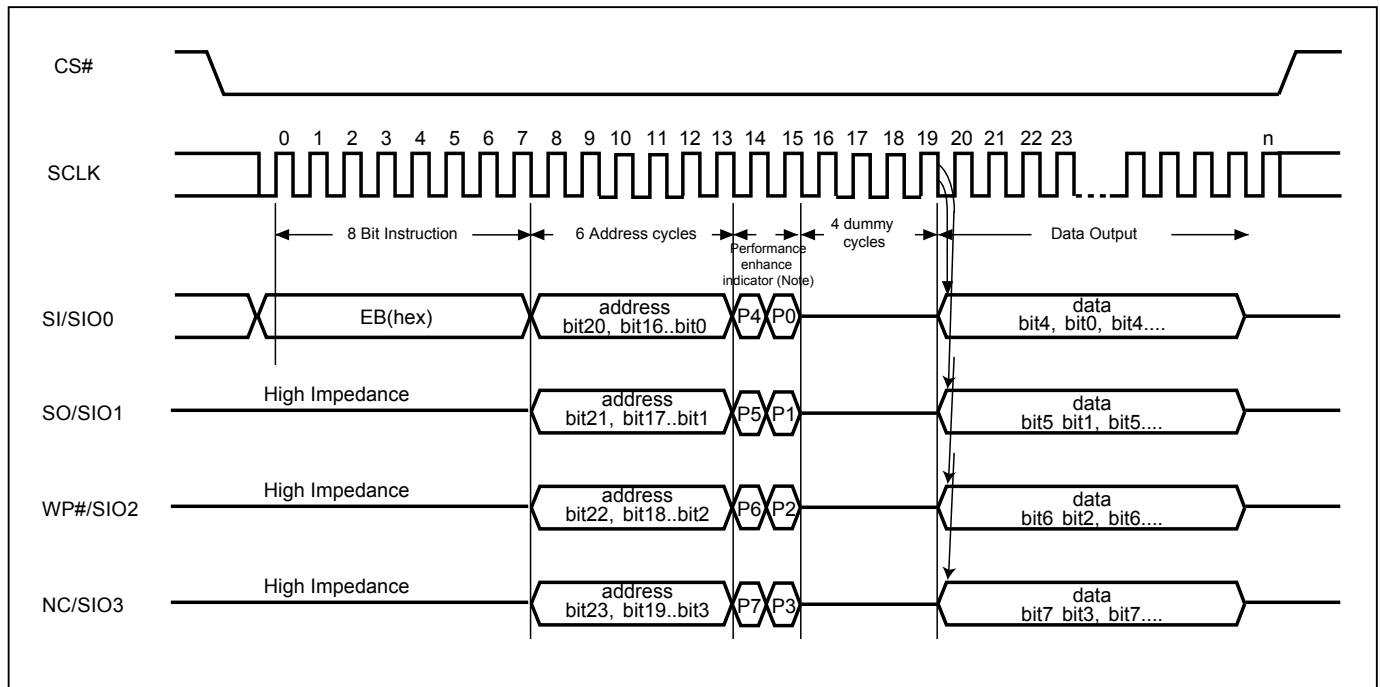 CS#
0 1 2 3 4 5 6 7 8 9 10 11 12 13 14 15 16 17 18 19 20 21 22 23 n
SCLK
8 Bit Instruction
6 Address cycles
Performance
enhance
indicator (Note)
4 dummy
cycles
Data Output
SI/SIO0
EB(hex)
address
bit20, bit16..bit0
P4 P0
data
bit4, bit0, bit4....
SO/SIO1
High Impedance
address
bit21, bit17..bit1
P5 P1
data
bit5 bit1, bit5....
WP#/SIO2
High Impedance
address
bit22, bit18..bit2
P6 P2
data
bit6 bit2, bit6....
NC/SIO3
High Impedance
address
bit23, bit19..bit3
P7 P3
data
bit7 bit3, bit7....